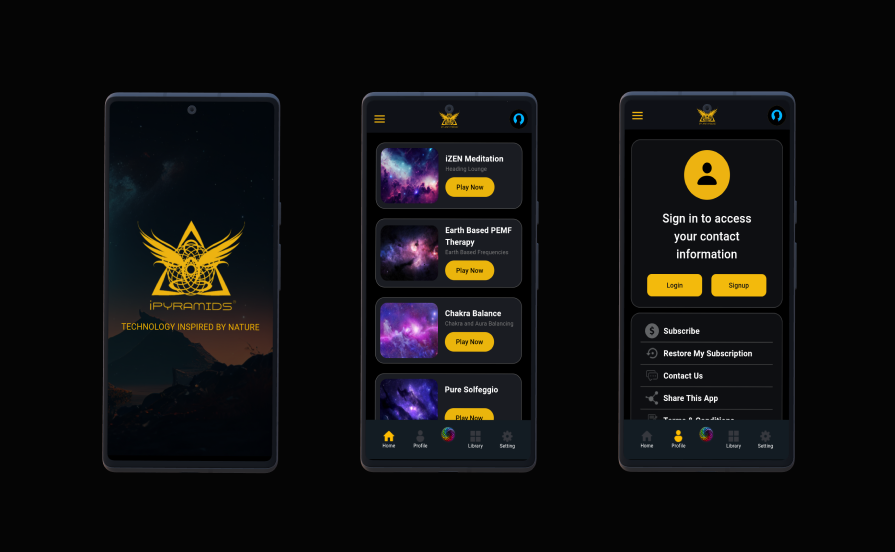 iPYRAMIDS
TECHNOLOGY INSPIRED BY NATURE
iZEN Meditation
Healing Lounge
Play Now
Earth Based PEMF
Therapy
Earth Based Frequencies
Play Now
Chakra Balance
Chakra and Aura Balancing
Play Now
Pure Solfeggio
Play Now
Home
Profile
Library
Setting
Sign in to access
your contact
information
Login
Signup
Subscribe
Restore My Subscription
Contact Us
Share This App
Terms & Conditions
Home
Profile
Library
Setting